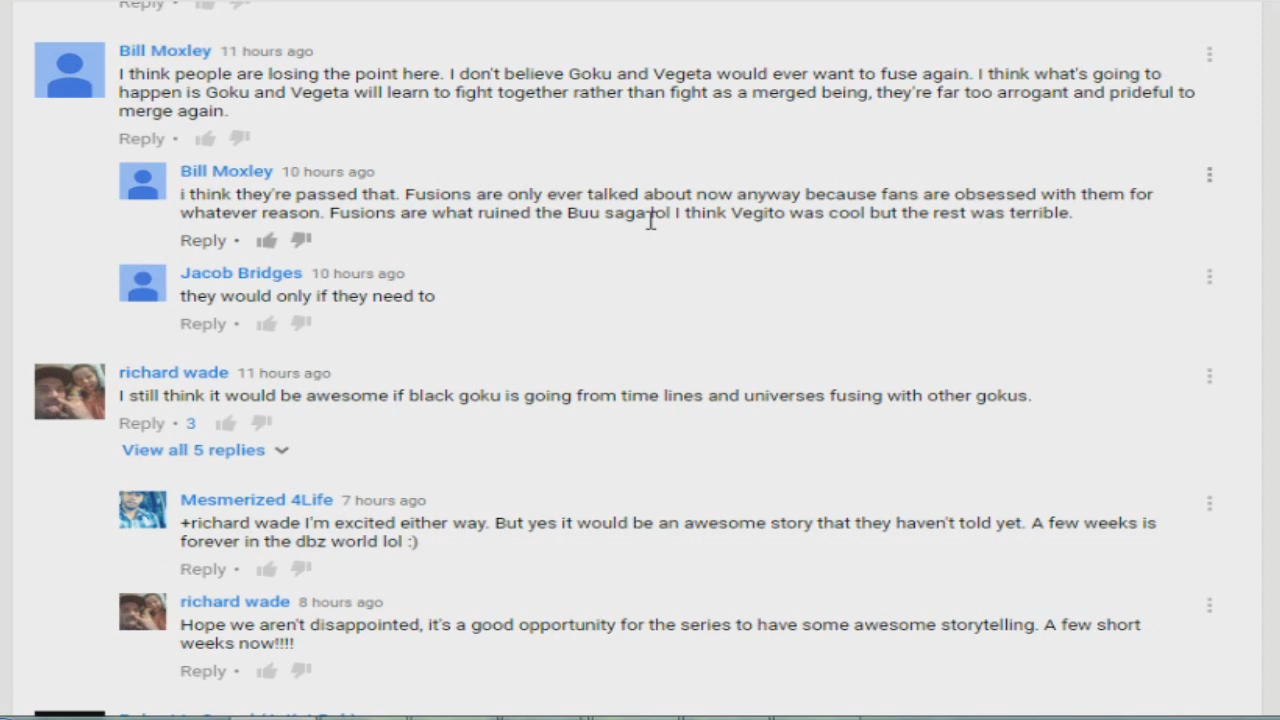 Reply
Bill Moxley 11 hours ago
I think people are losing the point here. I don't believe Goku and Vegeta would ever want to fuse again. I think what's going to
happen is Goku and Vegeta will learn to fight together rather than fight as a merged being, they're far too arrogant and prideful to
merge again.
Reply •
Bill Moxley 10 hours ago
i think they're passed that. Fusions are only ever talked about now anyway because fans are obsessed with them for
whatever reason. Fusions are what ruined the Buu saga lol I think Vegito was cool but the rest was terrible.
Reply •
Jacob Bridges 10 hours ago
they would only if they need to
Reply •
richard wade 11 hours ago
I still think it would be awesome if black goku is going from time lines and universes fusing with other gokus.
Reply • 3
View all 5 replies
Mesmerized 4Life 7 hours ago
+richard wade I'm excited either way. But yes it would be an awesome story that they haven't told yet. A few weeks is
forever in the dbz world lol :)
Reply •
richard wade 8 hours ago
Hope we aren't disappointed, it's a good opportunity for the series to have some awesome storytelling. A few short
weeks now!!!!
Reply •